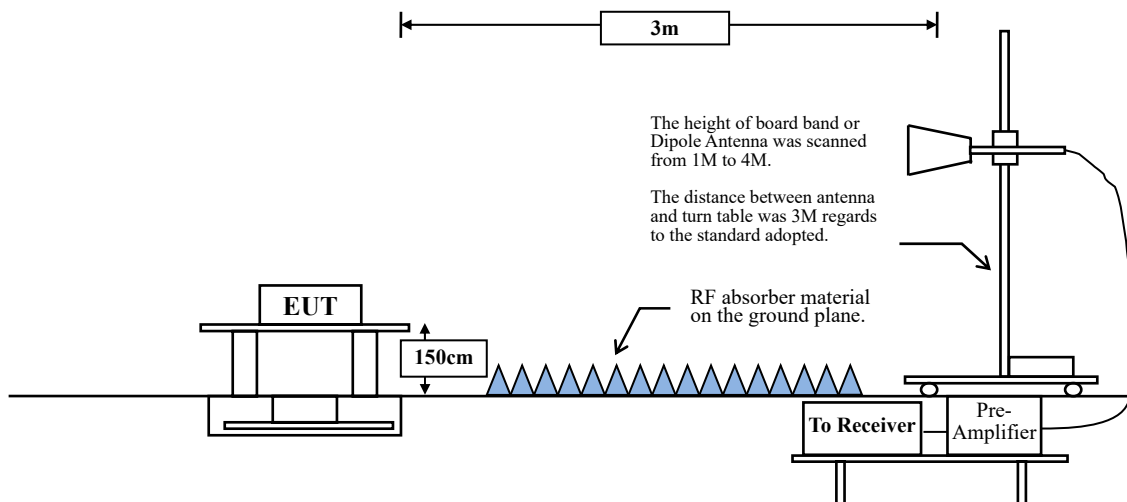 3m
The height of board band or
Dipole Antenna was scanned
from 1M to 4M.
The distance between antenna
and turn table was 3M regards
to the standard adopted.
RF absorber material
on the ground plane.
EUT
150cm
To Receiver
Pre-
Amplifier